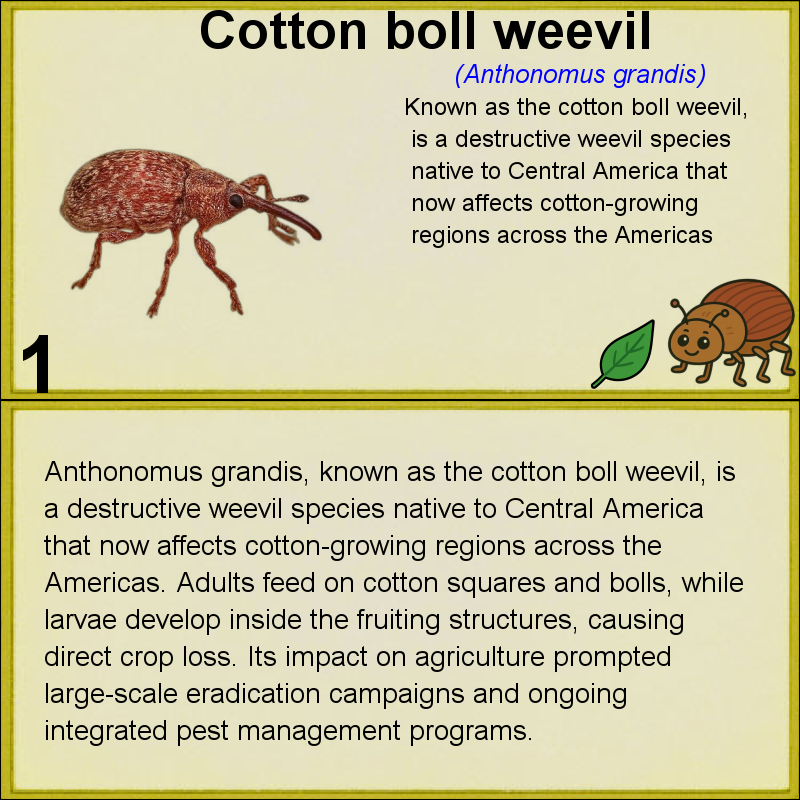 Cotton boll weevil
(Anthonomus grandis)
Known as the cotton boll weevil,
is a destructive weevil species
native to Central America that
now affects cotton-growing
regions across the Americas
1
Anthonomus grandis, known as the cotton boll weevil, is
a destructive weevil species native to Central America
that now affects cotton-growing regions across the
Americas. Adults feed on cotton squares and bolls, while
larvae develop inside the fruiting structures, causing
direct crop loss. Its impact on agriculture prompted
large-scale eradication campaigns and ongoing
integrated pest management programs.